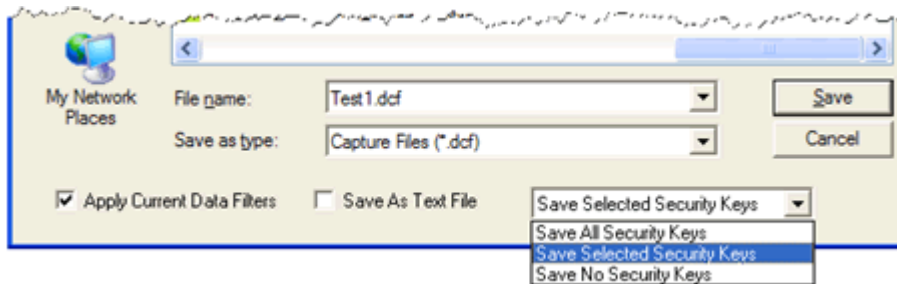 My Network
Places
File name:
Test1.dcf
Save
Save as type:
Capture Files (*.dcf)
Cancel
Apply Current Data Filters
Save As Text File
Save Selected Security Keys
Save All Security Keys
Save Selected Security Keys
Save No Security Keys